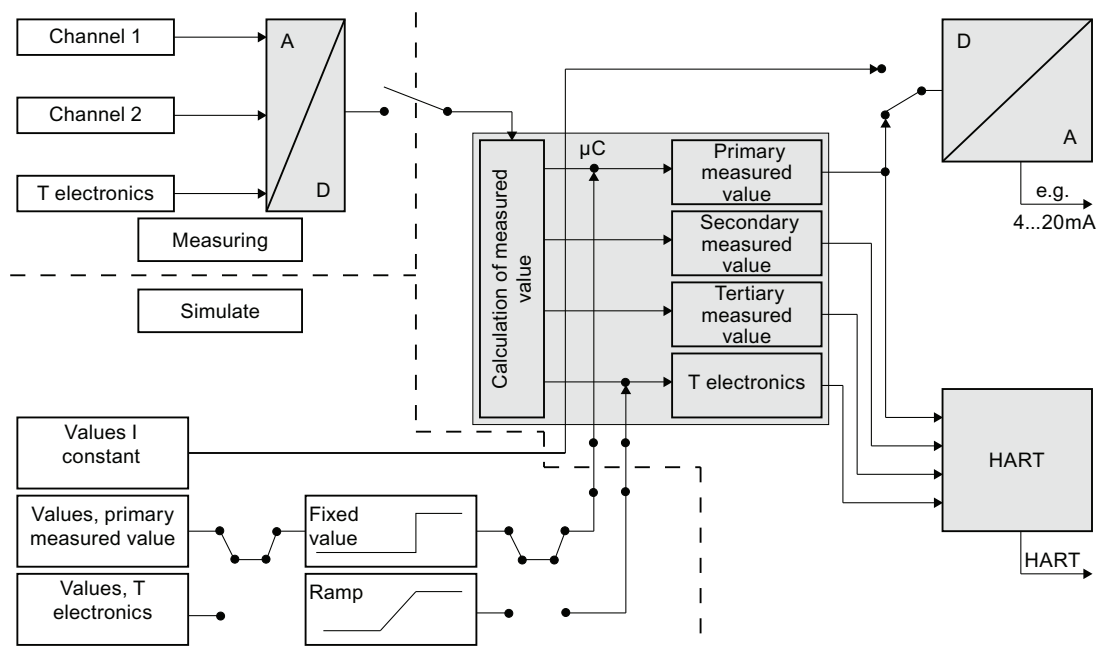 Channel 1
A
Channel 2
T electronics
D
Measuring
Simulate
µC
Calculation of measured
value
Primary
measured
value
Secondary
measured
value
Tertiary
measured
value
T electronics
D
A
e.g.
4...20mA
HART
HART
Values I
constant
Values, primary
measured value
Fixed
value
Values, T
electronics
Ramp